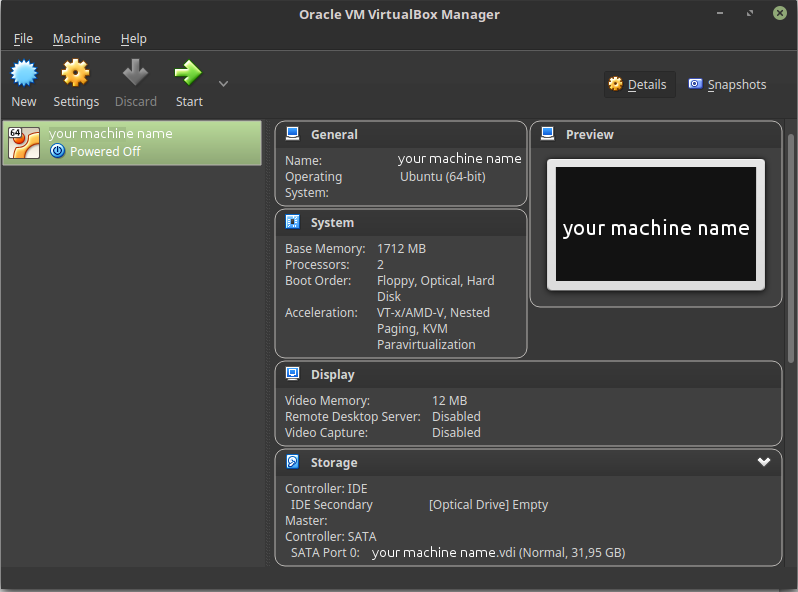 Oracle VM VirtualBox Manager
File Machine Help
New Settings Discard Start Details Snapshots
64 your machine name
Powered Off
General
Name: your machine name
Operating System: Ubuntu (64-bit)
Preview
your machine name
System
Base Memory: 1712 MB
Processors: 2
Boot Order: Floppy, Optical, Hard
Disk
Acceleration: VT-x/AMD-V, Nested
Paging, KVM
Paravirtualization
Display
Video Memory: 12 MB
Remote Desktop Server: Disabled
Video Capture: Disabled
Storage
Controller: IDE
IDE Secondary Master: [Optical Drive] Empty
Controller: SATA
SATA Port 0: your machine name.vdi (Normal, 31,95 GB)